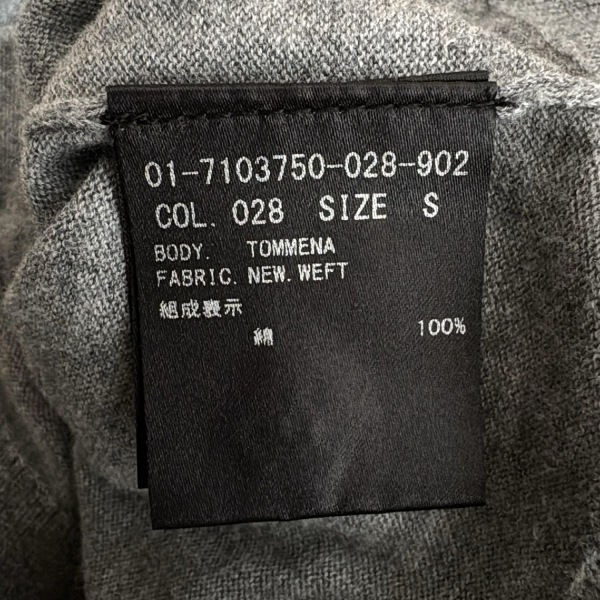 01-7103750-028-902
COL. 028 SIZE S
BODY. TOMMENA
FABRIC. NEW. WEFT
組成表示
綿 100%